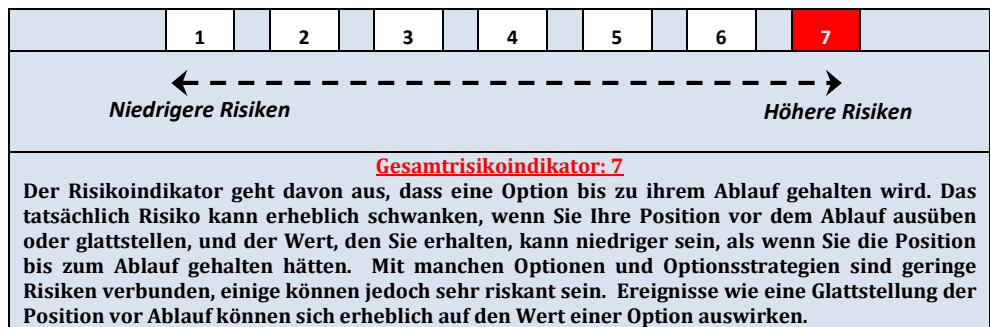 1 2 3 4 5 6 7
Niedrigere Risiken Höhere Risiken
Gesamtrisikoindikator: 7
Der Risikoindikator geht davon aus, dass eine Option bis zu ihrem Ablauf gehalten wird. Das
tatsächlich Risiko kann erheblich schwanken, wenn Sie Ihre Position vor dem Ablauf ausüben
oder glattstellen, und der Wert, den Sie erhalten, kann niedriger sein, als wenn Sie die Position
bis zum Ablauf gehalten hätten. Mit manchen Optionen und Optionsstrategien sind geringe
Risiken verbunden, einige können jedoch sehr riskant sein. Ereignisse wie eine Glattstellung der
Position vor Ablauf können sich erheblich auf den Wert einer Option auswirken.